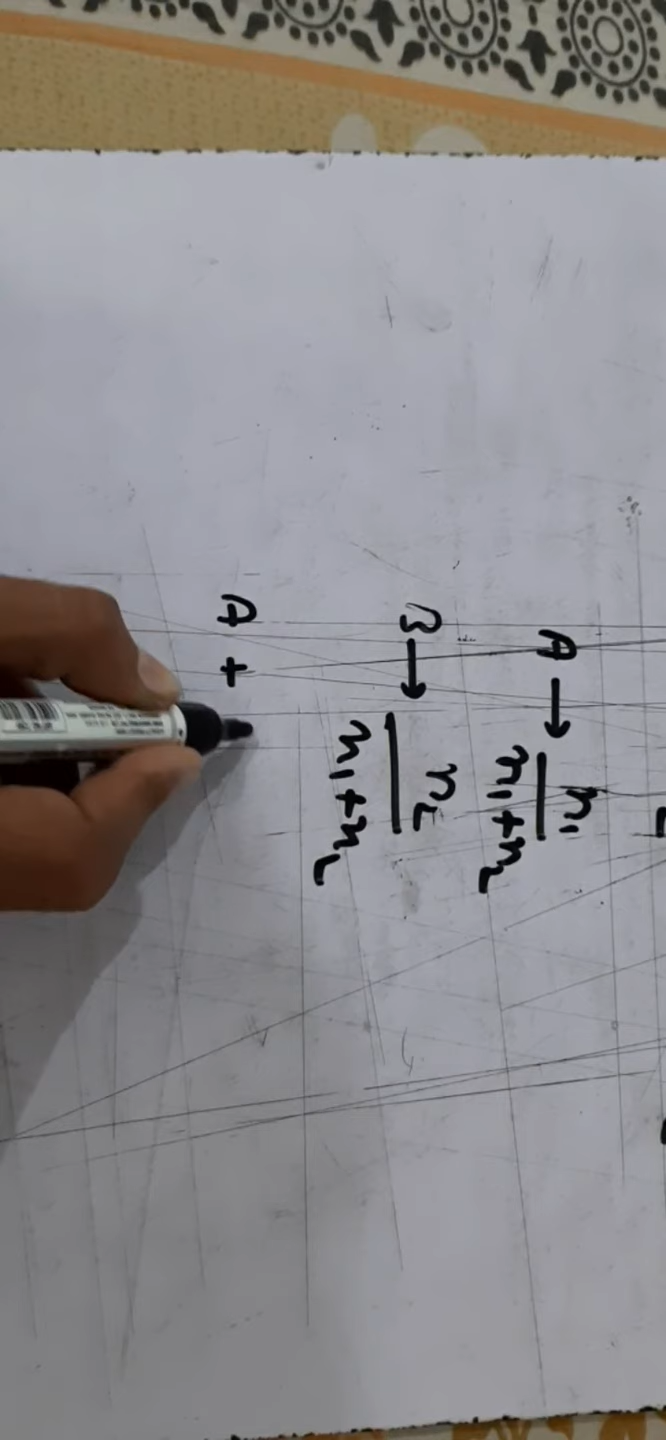 A → n₁/n₁+n₂
B → n₂/n₁+n₂
A +